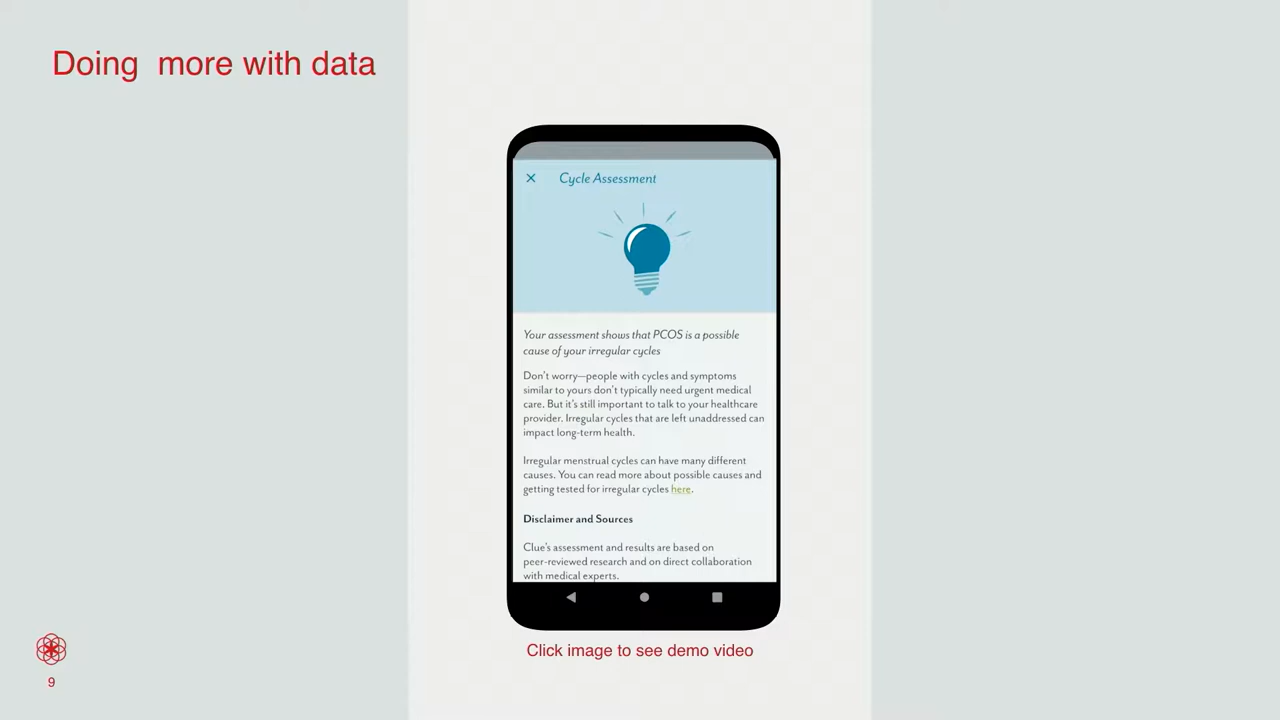 Doing  more with data
Cycle Assessment
Your assessment shows that PCOS is a possible
cause of your irregular cycles
Don't worry—people with cycles and symptoms
similar to yours don't typically need urgent medical
care. But it's still important to talk to your healthcare
provider. Irregular cycles that are left unaddressed can
impact long-term health.
Irregular menstrual cycles can have many different
causes. You can read more about possible causes and
getting tested for irregular cycles here.
Disclaimer and Sources
Clue's assessment and results are based on
peer-reviewed research and on direct collaboration
with medical experts.
Click image to see demo video
9